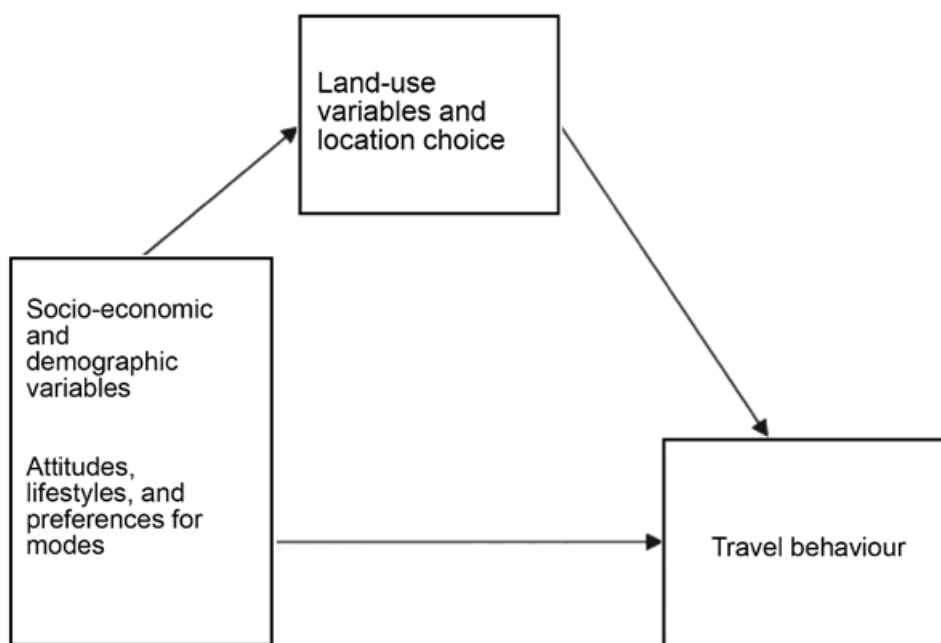 Land-use
variables and
location choice
Socio-economic
and
demographic
variables
Attitudes,
lifestyles, and
preferences for
modes
Travel behaviour